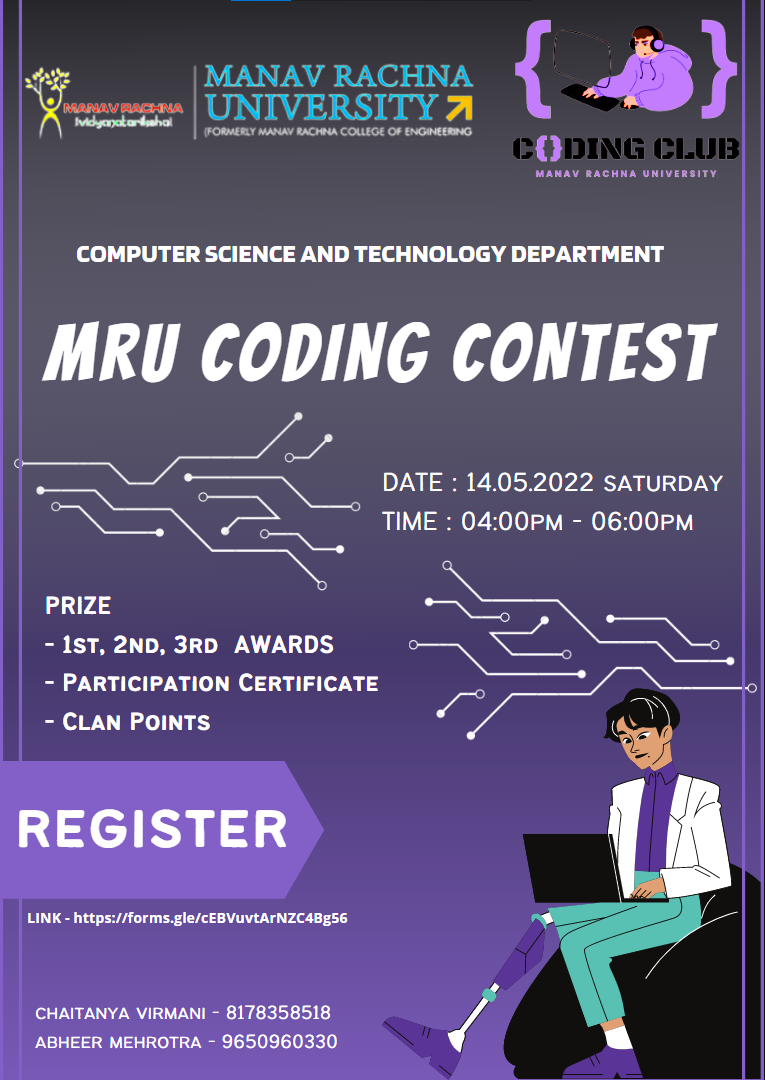 MANAV RACHNA
vidyanatariksha
MANAV RACHNA
UNIVERSITY
(FORMERLY MANAV RACHNA COLLEGE OF ENGINEERING
C{}DING CLUB
MANAV RACHNA UNIVERSITY
COMPUTER SCIENCE AND TECHNOLOGY DEPARTMENT
MRU CODING CONTEST
DATE : 14.05.2022 SATURDAY
TIME : 04:00PM - 06:00PM
PRIZE
- 1ST, 2ND, 3RD AWARDS
- PARTICIPATION CERTIFICATE
- CLAN POINTS
REGISTER
LINK - https://forms.gle/cEBVuvtArNZC4Bg56
CHAITANYA VIRMANI - 8178358518
ABHEER MEHROTRA - 9650960330